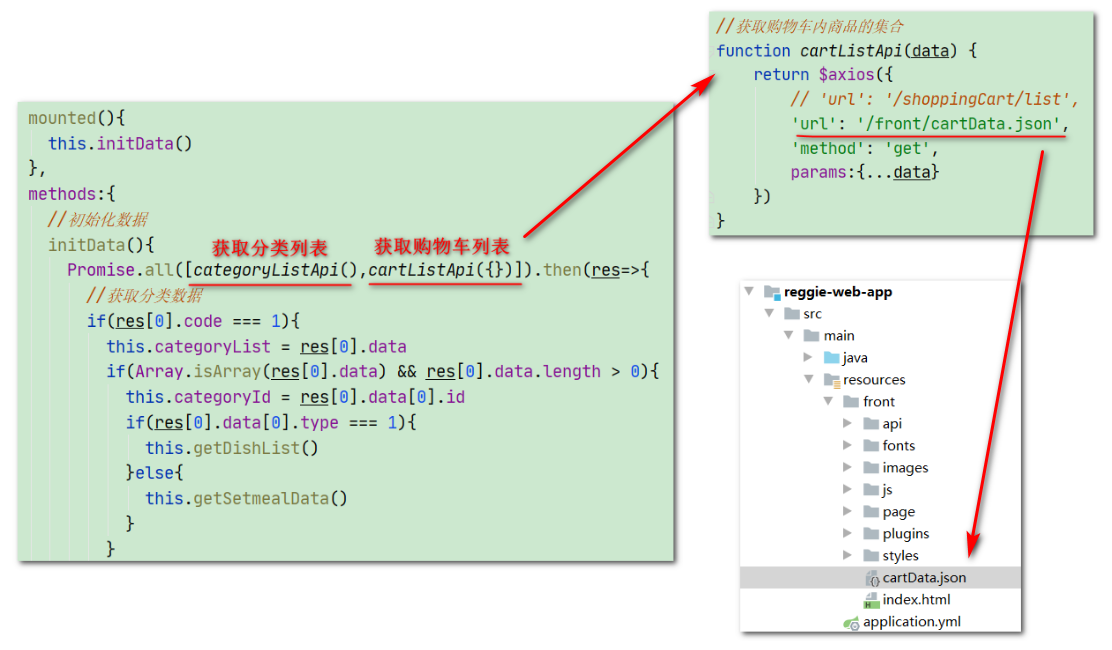 mounted(){
this.initData()
},
methods:{
//初始化数据
initData(){
获取分类列表 获取购物车列表
Promise.all([categoryListApi(),cartListApi({})]).then(res=>{
//获取分类数据
if(res[0].code === 1){
this.categoryList = res[0].data
if(Array.isArray(res[0].data) && res[0].data.length > 0){
this.categoryId = res[0].data[0].id
if(res[0].data[0].type === 1){
this.getDishList()
}else{
this.getSetmealData()
}
}
//获取购物车内商品的集合
function cartListApi(data) {
return $axios({
// 'url': '/shoppingCart/list',
'url': '/front/cartData.json',
'method': 'get',
params:{...data}
})
}
reggie-web-app
src
main
java
resources
front
api
fonts
images
js
page
plugins
styles
cartData.json
index.html
application.yml